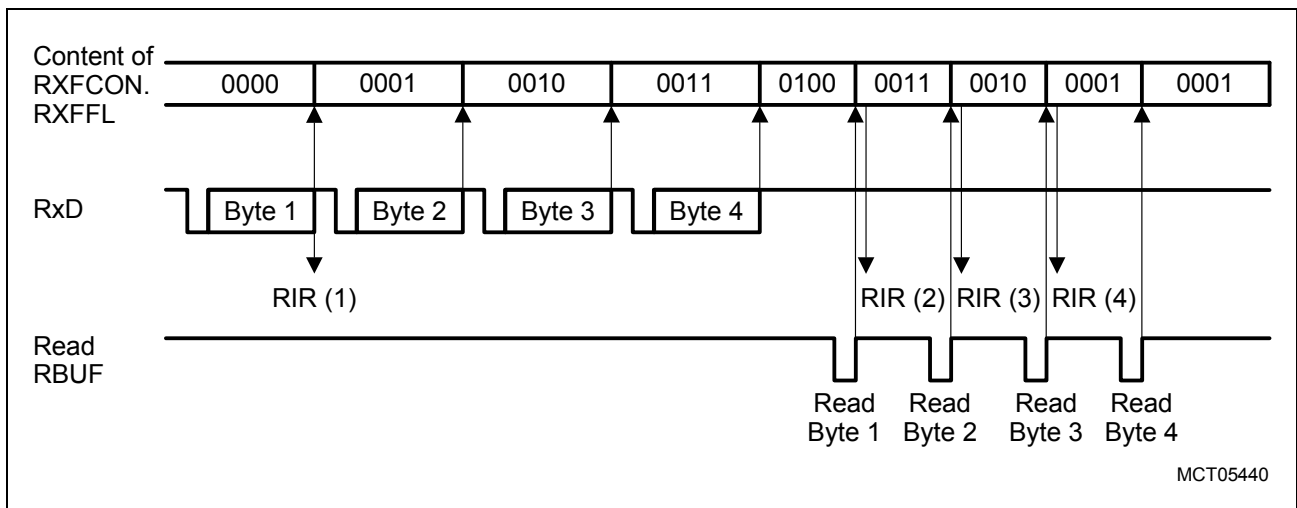 Content of
RXFCON.
RXFFL
0000 0001 0010 0011 0100 0011 0010 0001 0001
RxD
Byte 1 Byte 2 Byte 3 Byte 4
RIR (1) RIR (2) RIR (3) RIR (4)
Read
RBUF
Read Read Read Read
Byte 1 Byte 2 Byte 3 Byte 4
MCT05440